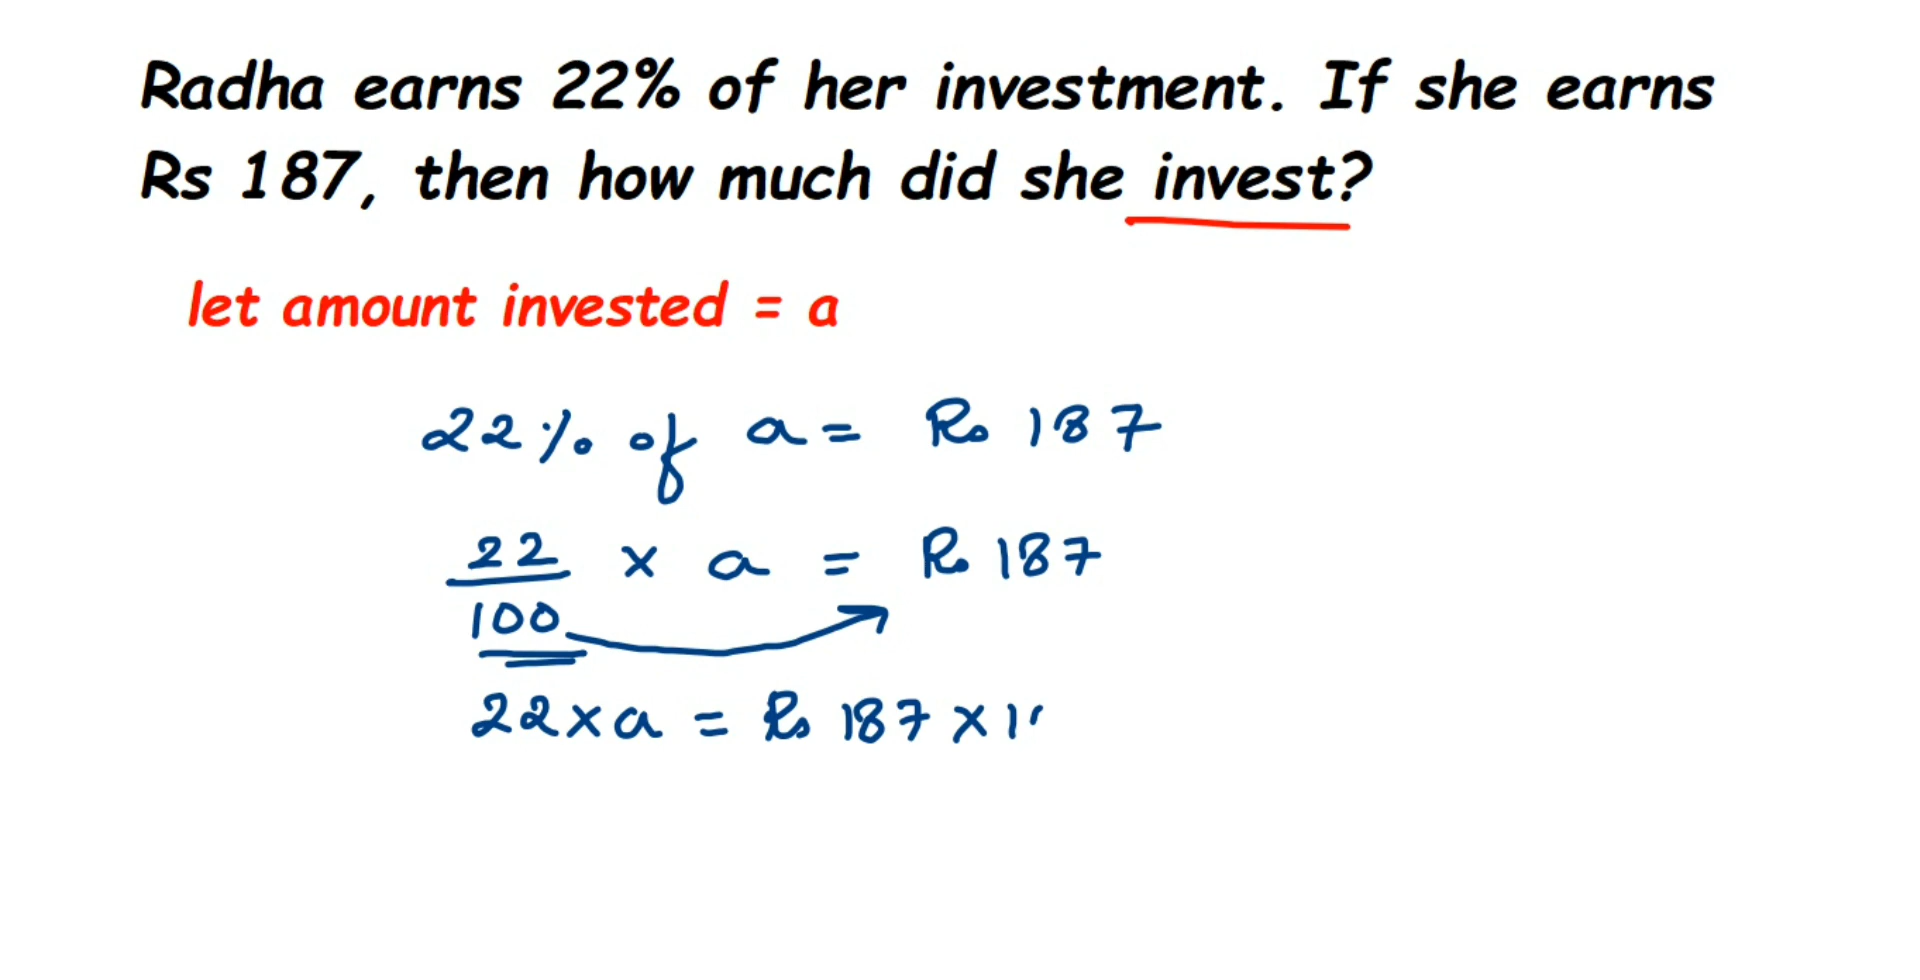 Radha earns 22% of her investment. If she earns
Rs 187, then how much did she invest?
let amount invested = a
22% of a = Rs 187
22/100 × a = Rs 187
22 × a = Rs 187 ×